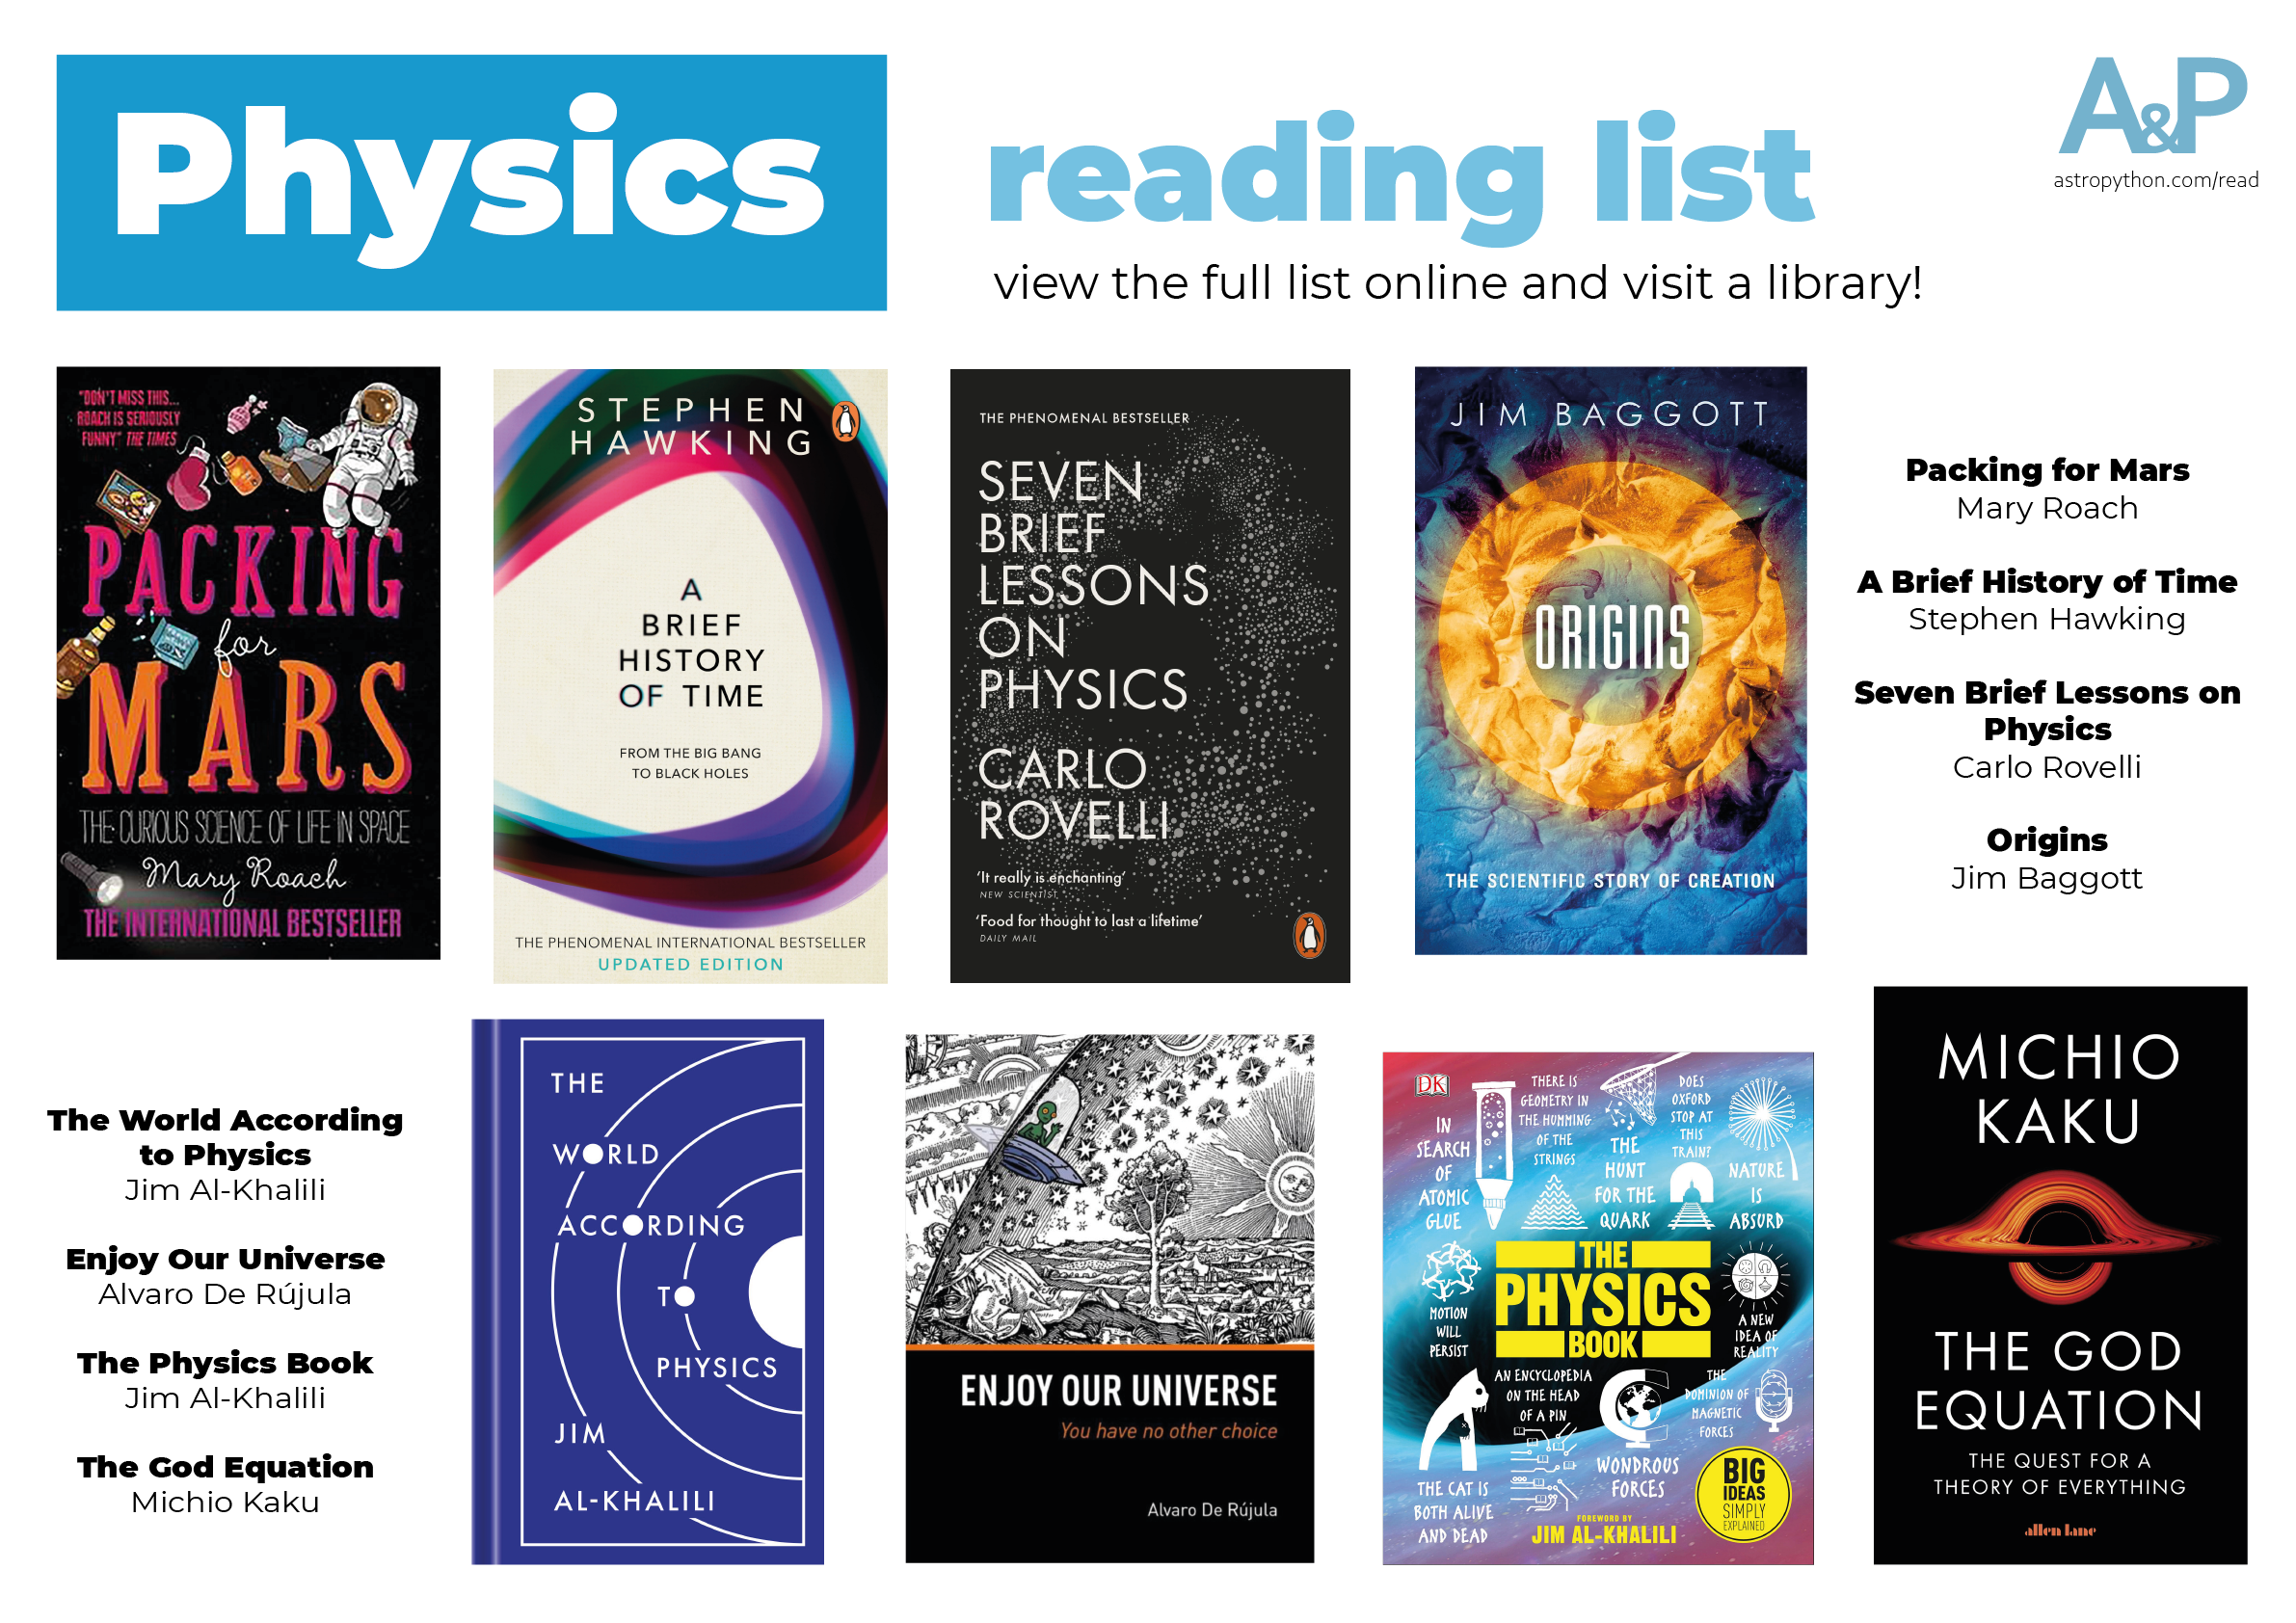 Physics
reading list
view the full list online and visit a library!
A&P
astropython.com/read
"DON'T MISS THIS...
ROACH IS SERIOUSLY
FUNNY" THE TIMES
PACKING
for
MARS
THE CURIOUS SCIENCE OF LIFE IN SPACE
Mary Roach
THE INTERNATIONAL BESTSELLER
STEPHEN
HAWKING
A
BRIEF
HISTORY
OF TIME
FROM THE BIG BANG
TO BLACK HOLES
THE PHENOMENAL INTERNATIONAL BESTSELLER
UPDATED EDITION
THE PHENOMENAL BESTSELLER
SEVEN
BRIEF
LESSONS
ON
PHYSICS
CARLO
ROVELLI
'It really is enchanting'
NEW SCIENTIST
'Food for thought to last a lifetime'
DAILY MAIL
JIM BAGGOTT
ORIGINS
THE SCIENTIFIC STORY OF CREATION
Packing for Mars
Mary Roach
A Brief History of Time
Stephen Hawking
Seven Brief Lessons on
Physics
Carlo Rovelli
Origins
Jim Baggott
The World According
to Physics
Jim Al-Khalili
Enjoy Our Universe
Alvaro De Rújula
The Physics Book
Jim Al-Khalili
The God Equation
Michio Kaku
THE
WORLD
ACCORDING
TO
PHYSICS
JIM
AL-KHALILI
ENJOY OUR UNIVERSE
You have no other choice
Alvaro De Rújula
DK
IN
SEARCH
OF
ATOMIC
GLUE
THERE IS
GEOMETRY IN
THE HUMMING
OF THE
STRINGS
THE
HUNT
FOR THE
QUARK
DOES
OXFORD
STOP AT
THIS
TRAIN?
NATURE
IS
ABSURD
THE
PHYSICS
BOOK
MOTION
WILL
PERSIST
A NEW
IDEA OF
REALITY
AN ENCYCLOPEDIA
ON THE HEAD
OF A PIN
THE
DOMINION OF
MAGNETIC
FORCES
THE CAT IS
BOTH ALIVE
AND DEAD
WONDROUS
FORCES
BIG
IDEAS
SIMPLY
EXPLAINED
FOREWORD BY
JIM AL-KHALILI
MICHIO
KAKU
THE GOD
EQUATION
THE QUEST FOR A
THEORY OF EVERYTHING
allen lane